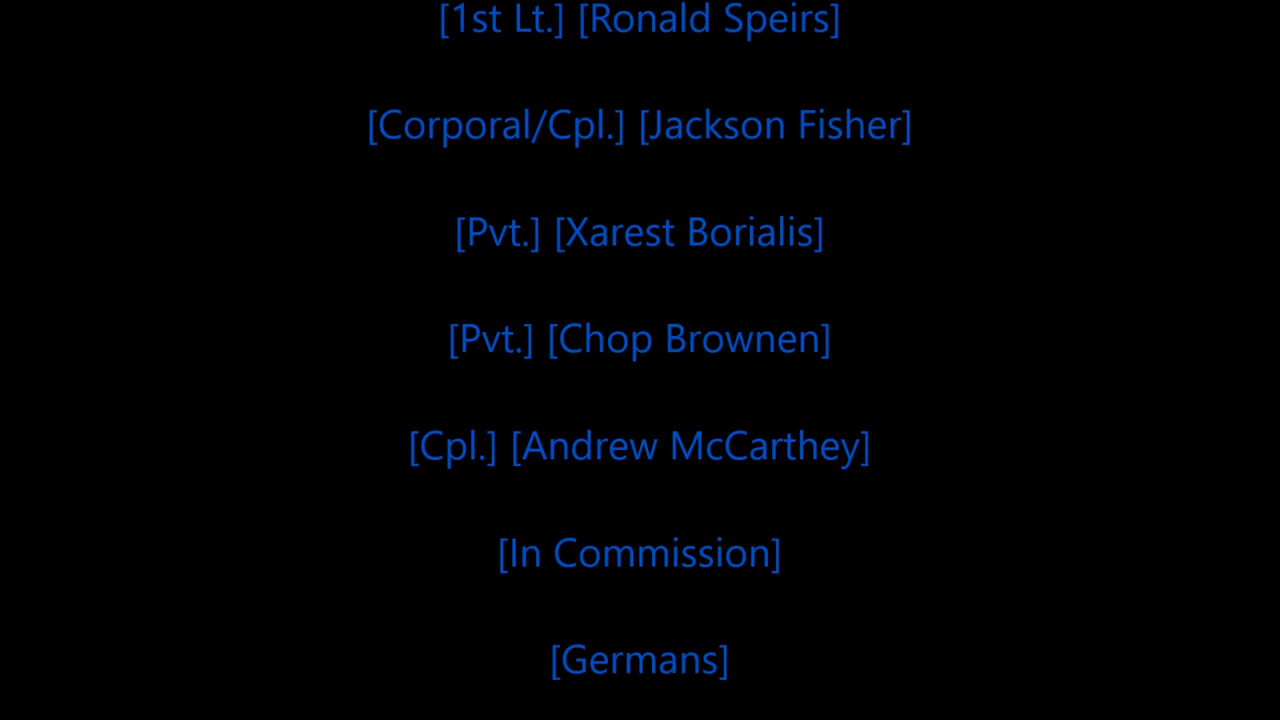 [1st Lt.] [Ronald Speirs]
[Corporal/Cpl.] [Jackson Fisher]
[Pvt.] [Xarest Borialis]
[Pvt.] [Chop Brownen]
[Cpl.] [Andrew McCarthey]
[In Commission]
[Germans]